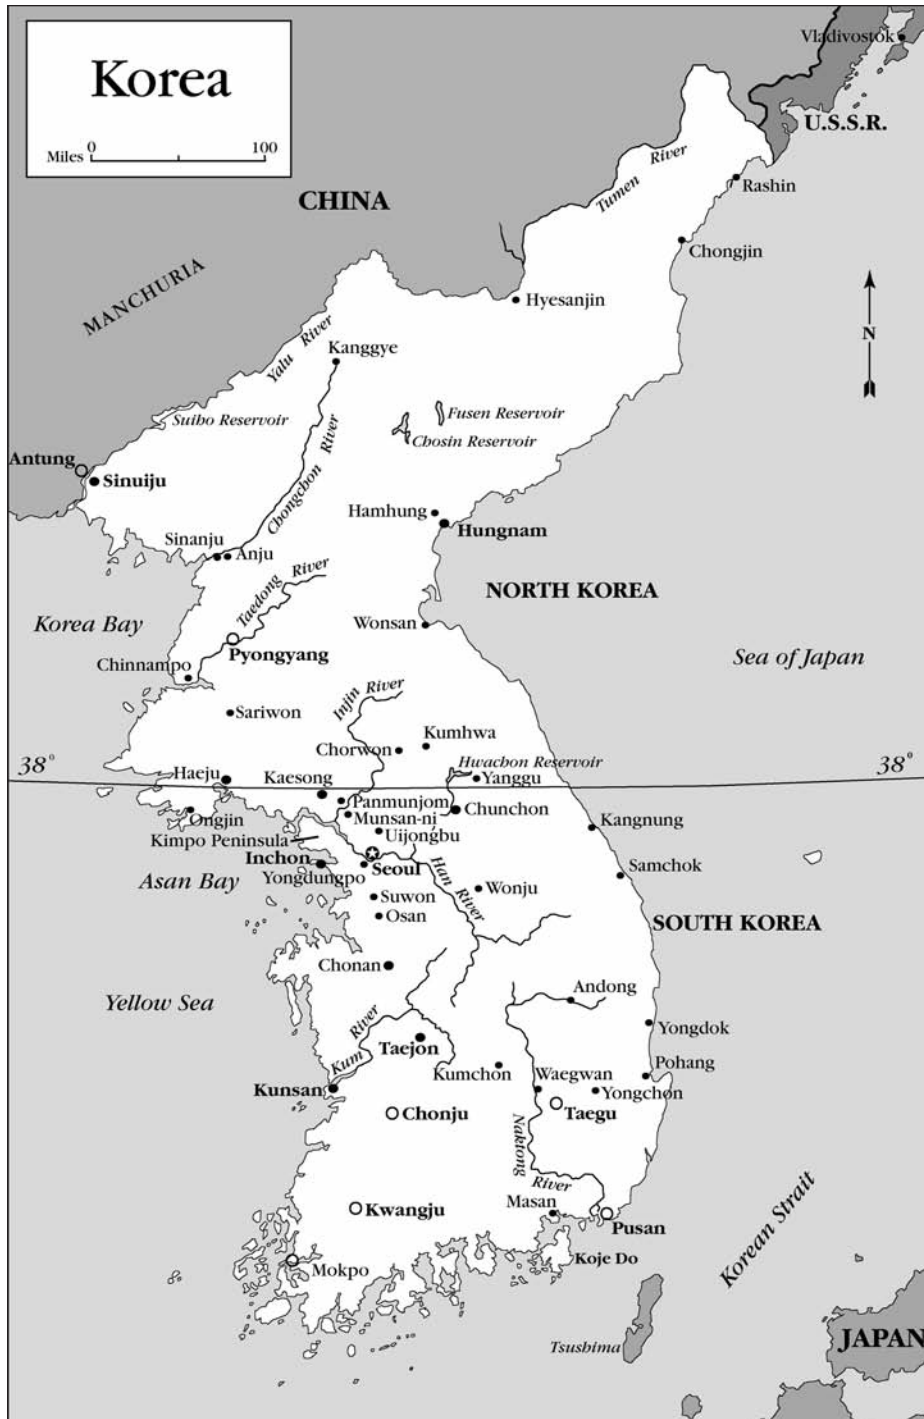 Korea
Miles 0 100
Vladivostok
U.S.S.R.
Tumen River
Rashin
CHINA
Chongjin
MANCHURIA
Hyesanjin
N
Yalu River
Kanggye
Suiho Reservoir
Fusen Reservoir
Chosin Reservoir
Antung
Sinuiju
Chongchon River
Hamhung
Hungnam
Sinanju
Anju
Taedong River
NORTH KOREA
Korea Bay
Wonsan
Pyongyang
Sea of Japan
Chinnampo
Injin River
Sariwon
Kumhwa
Chorwon
Hwachon Reservoir
38°
38°
Haeju
Kaesong
Yanggu
Panmunjom
Chunchon
Ongjin
Munsan-ni
Kangnung
Uijongbu
Kimpo Peninsula
Inchon
Seoul
Yongdungpo
Han River
Samchok
Asan Bay
Wonju
Suwon
Osan
SOUTH KOREA
Chonan
Andong
Yellow Sea
Kum River
Yongdok
Taejon
Pohang
Kumchon
Waegwan
Kunsan
Yongchon
Chonju
Taegu
Naktong River
Masan
Kwangju
Pusan
Korean Strait
Koje Do
Mokpo
Tsushima
JAPAN